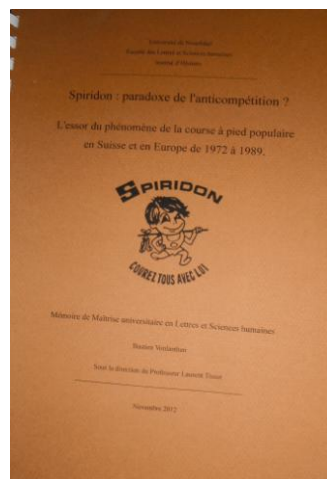 Université de Neuchâtel
Faculté des Lettres et Sciences humaines
Institut d'Histoire
Spiridon : paradoxe de l'anticompétition ?
L'essor du phénomène de la course à pied populaire
en Suisse et en Europe de 1972 à 1989.
SPIRIDON
COUREZ TOUS AVEC LUI
Mémoire de Maîtrise universitaire en Lettres et Sciences humaines
Bastien
Sous la direction du Professeur Laurent Tissot
Novembre 2012